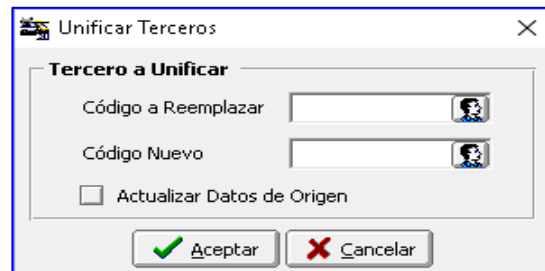 Unificar Terceros
Tercero a Unificar
Código a Reemplazar
Código Nuevo
Actualizar Datos de Origen
Aceptar Cancelar